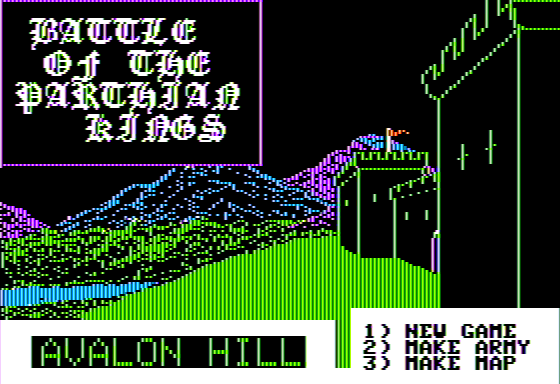 BATTLE
Of THE
PARTHIAN
KINGS
AVALON HILL
1) NEW GAME
2) MAKE ARMY
3) MAKE MAP